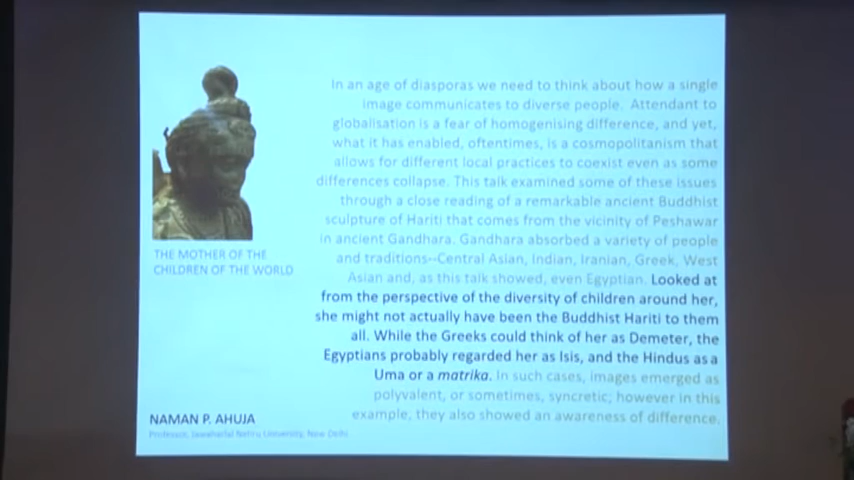 In an age of diasporas we need to think about how a single
image communicates to diverse people. Attendant to
globalisation is a fear of homogenising difference, and yet,
what it has enabled, oftentimes, is a cosmopolitanism that
allows for different local practices to coexist even as some
differences collapse. This talk examined some of these issues
through a close reading of a remarkable ancient Buddhist
sculpture of Hariti that comes from the vicinity of Peshawar
in ancient Gandhara. Gandhara absorbed a variety of people
and traditions--Central Asian, Indian, Iranian, Greek, West
Asian and, as this talk showed, even Egyptian. Looked at
from the perspective of the diversity of children around her,
she might not actually have been the Buddhist Hariti to them
all. While the Greeks could think of her as Demeter, the
Egyptians probably regarded her as Isis, and the Hindus as a
Uma or a matrika. In such cases, images emerged as
polyvalent, or sometimes, syncretic; however in this
example, they also showed an awareness of difference.
THE MOTHER OF THE
CHILDREN OF THE WORLD
NAMAN P. AHUJA
Professor, Jawaharlal Nehru University, New Delhi